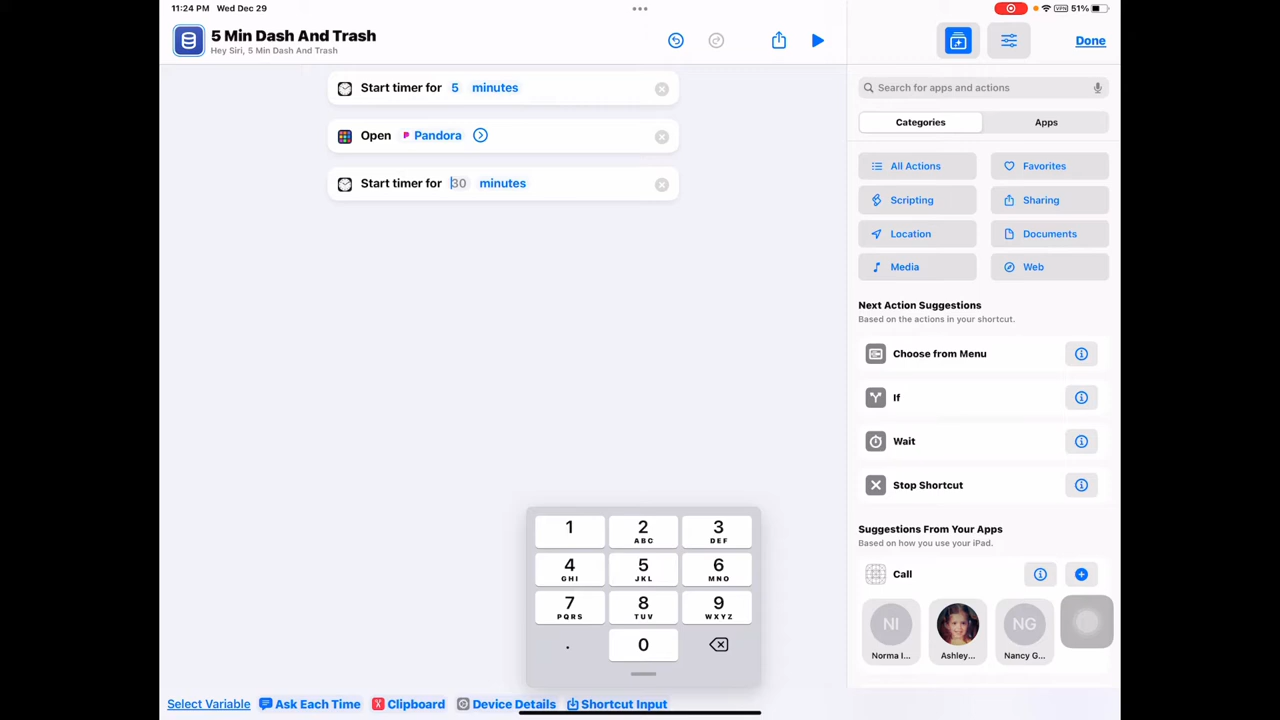 11:24 PM Wed Dec 29
51%
VPN
5 Min Dash And Trash
Hey Siri, 5 Min Dash And Trash
Done
Start timer for 5 minutes
Open Pandora
Start timer for 30 minutes
Search for apps and actions
Categories Apps
All Actions Favorites
Scripting Sharing
Location Documents
Media Web
Next Action Suggestions
Based on the actions in your shortcut.
Choose from Menu
If
Wait
Stop Shortcut
Suggestions From Your Apps
Based on how you use your iPad.
Call
NI NG
Norma I... Ashley... Nancy G...
1 2 3
ABC DEF
4 5 6
GHI JKL MNO
7 8 9
PQRS TUV WXYZ
. 0
Select Variable Ask Each Time Clipboard Device Details Shortcut Input